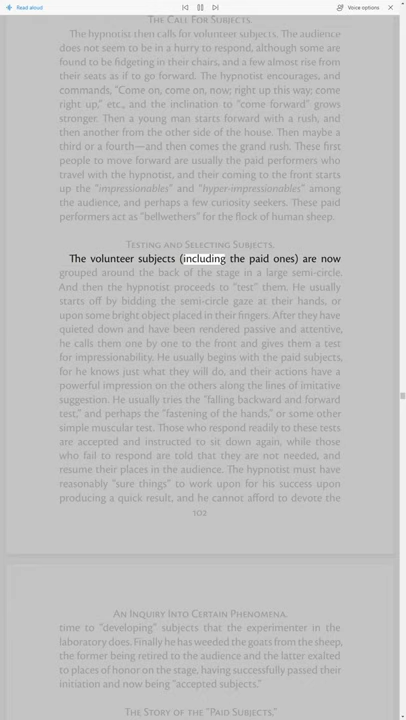 Read aloud
Voice options
The Call For Subjects.
The hypnotist then calls for volunteer subjects. The audience
does not seem to be in a hurry to respond, although some are
found to be fidgeting in their chairs, and a few almost rise from
their seats as if to go forward. The hypnotist encourages, and
commands, "Come on, come on, now; right up this way; come
right up," etc., and the inclination to "come forward" grows
stronger. Then a young man starts forward with a rush, and
then another from the other side of the house. Then maybe a
third or a fourth—and then comes the grand rush. These first
people to move forward are usually the paid performers who
travel with the hypnotist, and their coming to the front starts
up the "impressionables" and "hyper-impressionables" among
the audience, and perhaps a few curiosity seekers. These paid
performers act as "bellwethers" for the flock of human sheep.
Testing and Selecting Subjects.
The volunteer subjects (including the paid ones) are now
grouped around the back of the stage in a large semi-circle.
And then the hypnotist proceeds to "test" them. He usually
starts off by bidding the semi-circle gaze at their hands, or
upon some bright object placed in their fingers. After they have
quieted down and have been rendered passive and attentive,
he calls them one by one to the front and gives them a test
for impressionability. He usually begins with the paid subjects,
for he knows just what they will do, and their actions have a
powerful impression on the others along the lines of imitative
suggestion. He usually tries the "falling backward and forward
test," and perhaps the "fastening of the hands," or some other
simple muscular test. Those who respond readily to these tests
are accepted and instructed to sit down again, while those
who fail to respond are told that they are not needed, and
resume their places in the audience. The hypnotist must have
reasonably "sure things" to work upon for his success upon
producing a quick result, and he cannot afford to devote the
102
An Inquiry Into Certain Phenomena.
time to "developing" subjects that the experimenter in the
laboratory does. Finally he has weeded the goats from the sheep,
the former being retired to the audience and the latter exalted
to places of honor on the stage, having successfully passed their
initiation and now being "accepted subjects."
The Story of the "Paid Subjects."